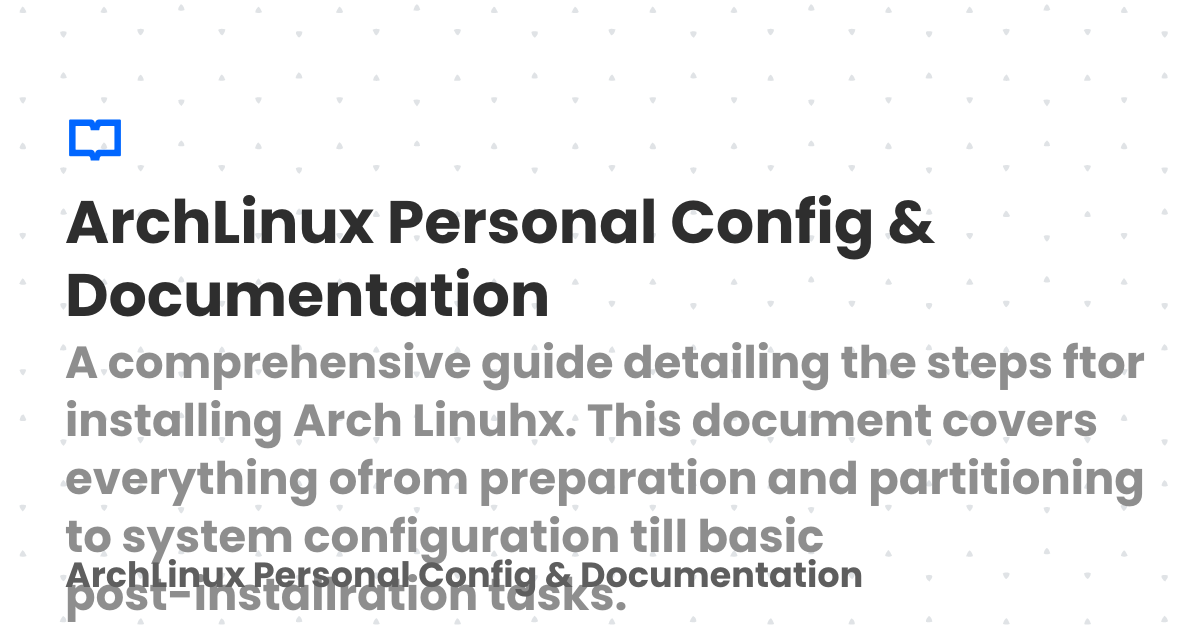 ArchLinux Personal Config &
Documentation
A comprehensive guide detailing the steps ftor
installing Arch Linuhx. This document covers
everything ofrom preparation and partitioning
to system configuration till basic
ArchLinux Personal Config & Documentation
post-installration tasks.